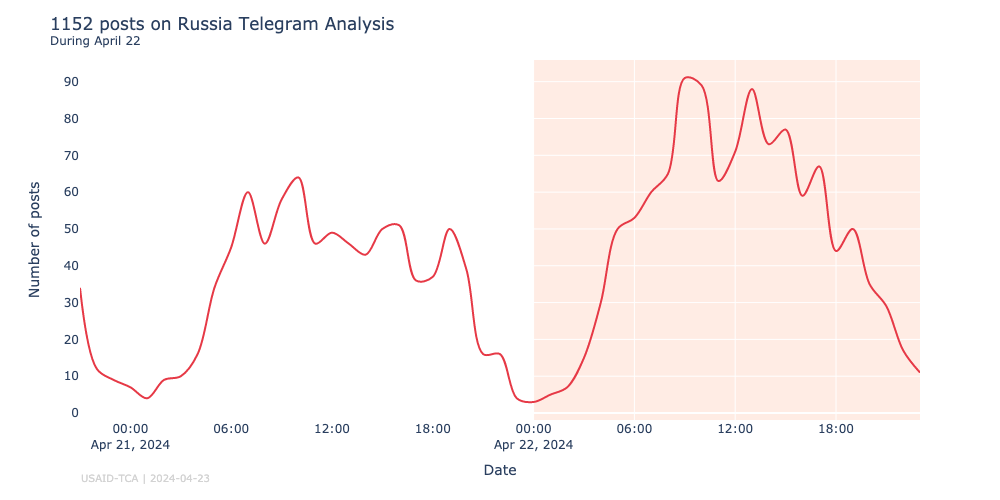 1152 posts on Russia Telegram Analysis
During April 22
90
80
70
60
50
40
30
20
10
0
Number of posts
00:00 06:00 12:00 18:00 00:00 06:00 12:00 18:00
Apr 21, 2024 Apr 22, 2024
Date
USAID-TCA | 2024-04-23